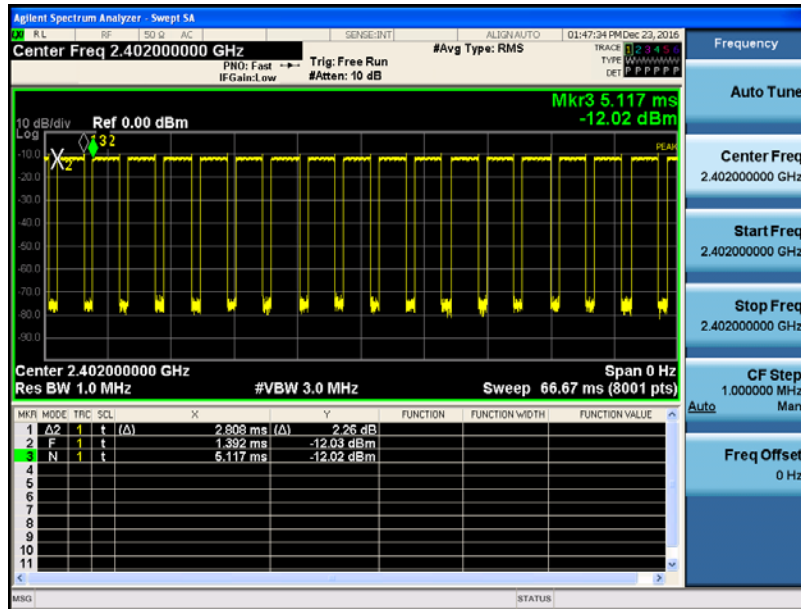 Agilent Spectrum Analyzer - Swept SA
RL RF 50 Ω AC SENSE:INT ALIGN AUTO 01:47:34 PM Dec 23, 2016
Center Freq 2.402000000 GHz
#Avg Type: RMS
TRACE 1 2 3 4 5 6
PNO: Fast
Trig: Free Run
TYPE
IFGain:Low
#Atten: 10 dB
DET P P P P P P
Frequency
Auto Tune
Center Freq
2.402000000 GHz
Start Freq
2.402000000 GHz
Stop Freq
2.402000000 GHz
CF Step
1.000000 MHz
Auto Man
Freq Offset
0 Hz
Mkr3 5.117 ms
-12.02 dBm
10 dB/div Ref 0.00 dBm
Log
1 3 2
PEAK
-10.0
X 2
-20.0
-30.0
-40.0
-50.0
-60.0
-70.0
-80.0
-90.0
Center 2.402000000 GHz Span 0 Hz
Res BW 1.0 MHz #VBW 3.0 MHz Sweep 66.67 ms (8001 pts)
MKR MODE TRC SCL X Y FUNCTION FUNCTION WIDTH FUNCTION VALUE
1 Δ2 1 t (Δ) 2.808 ms (Δ) 2.26 dB
2 F 1 t 1.392 ms -12.03 dBm
3 N 1 t 5.117 ms -12.02 dBm
4
5
6
7
8
9
10
11
MSG STATUS